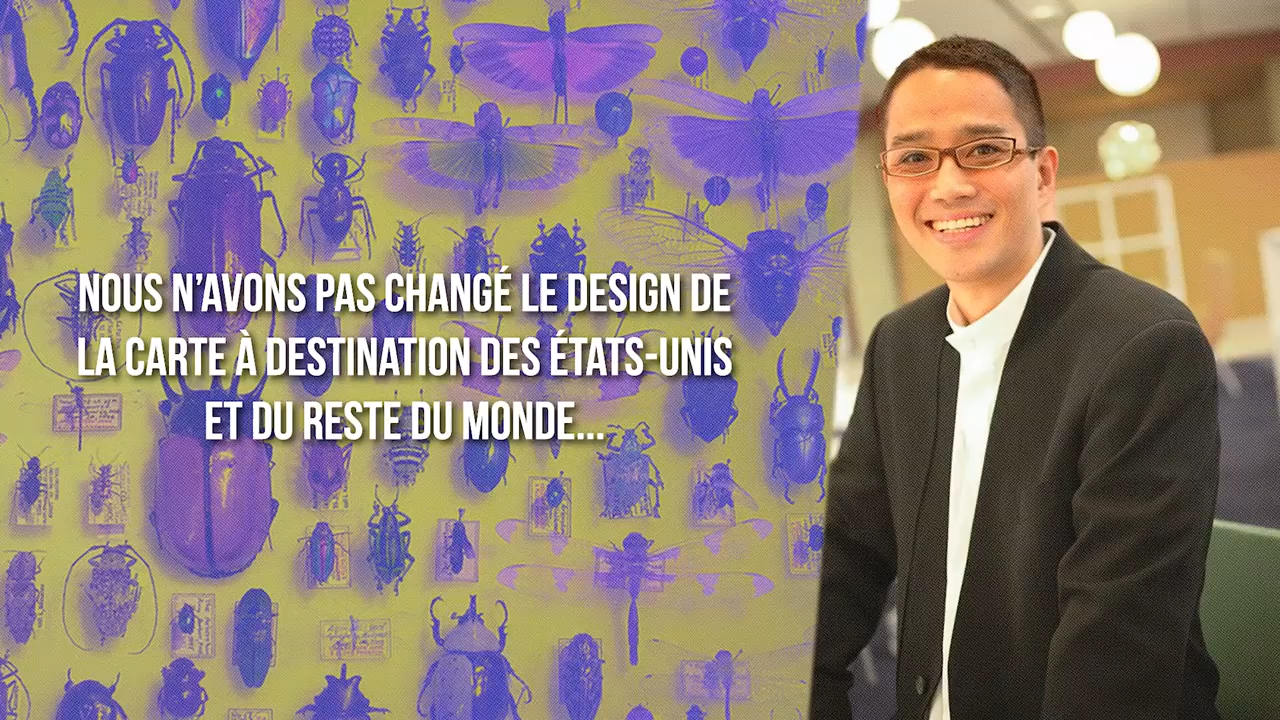 NOUS N'AVONS PAS CHANGÉ LE DESIGN DE
LA CARTE À DESTINATION DES ÉTATS-UNIS
ET DU RESTE DU MONDE...